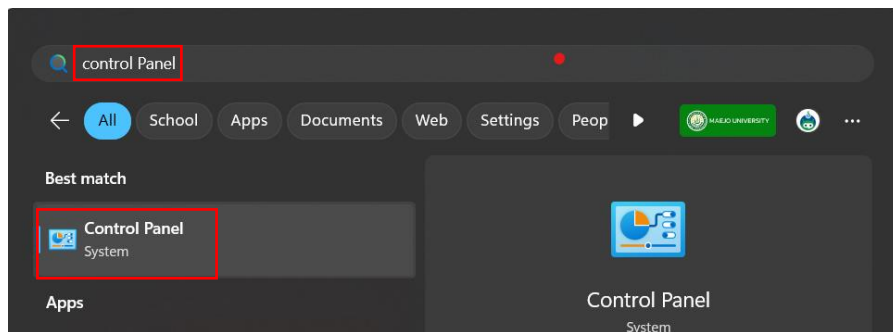 control Panel
All School Apps Documents Web Settings Peop MAEJO UNIVERSITY
Best match
Control Panel
System
Apps
Control Panel
System